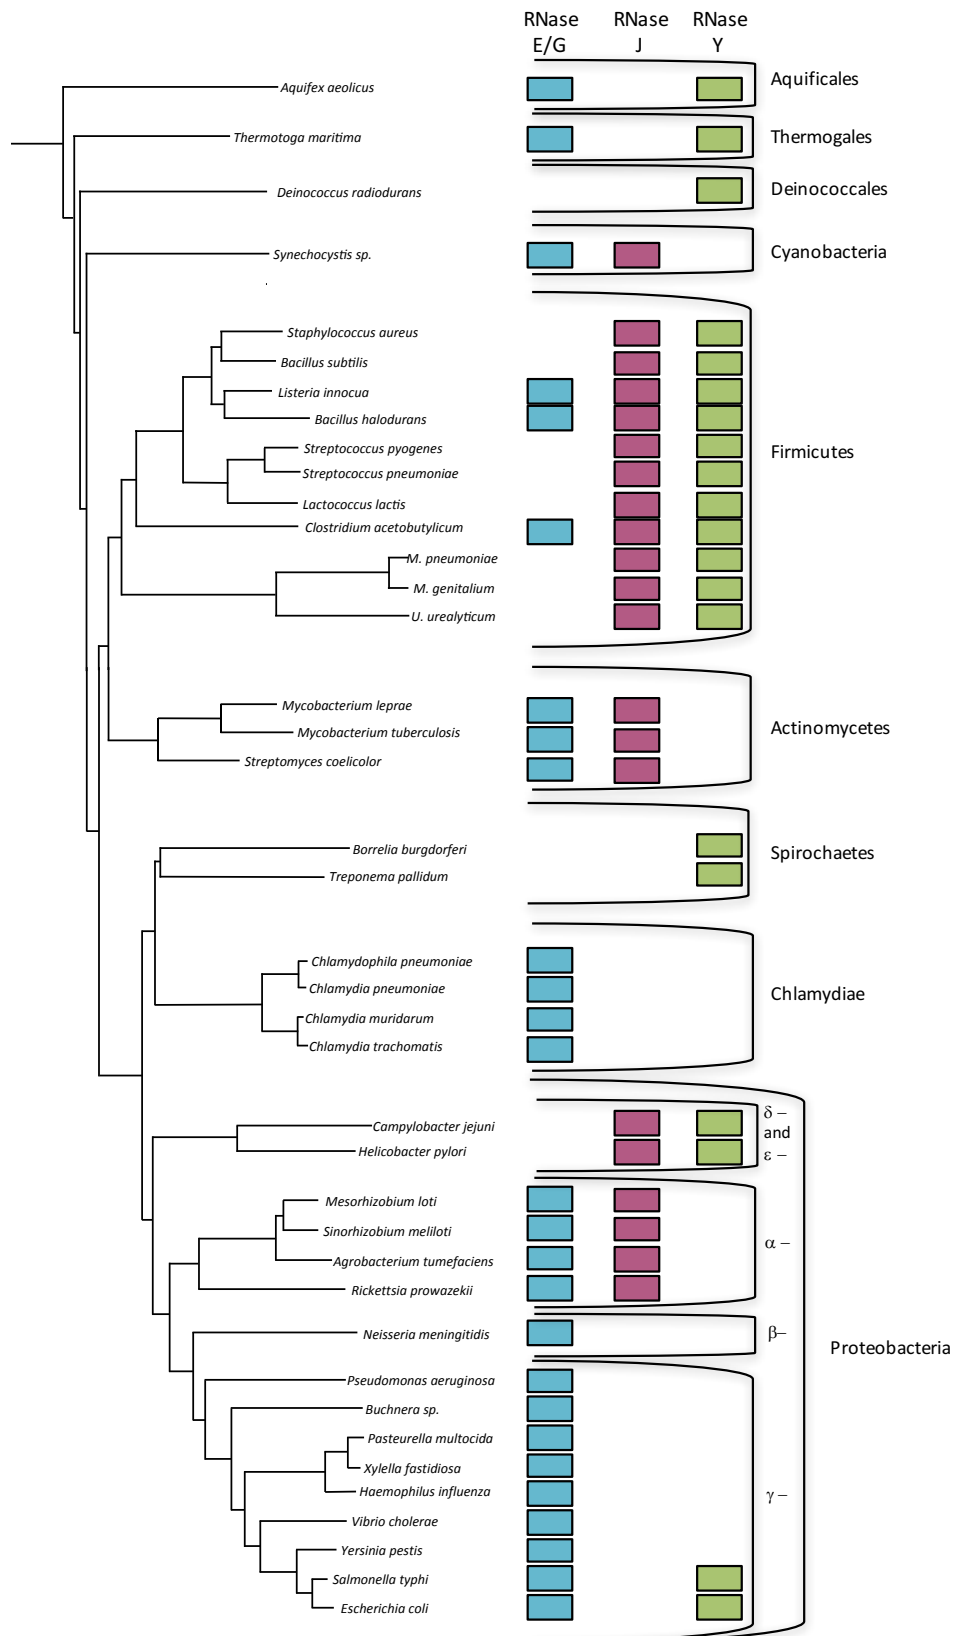 RNase RNase RNase
E/G J Y
Aquifex aeolicus Aquificales
Thermotoga maritima Thermogales
Deinococcus radiodurans Deinococcales
Synechocystis sp. Cyanobacteria
Staphylococcus aureus
Bacillus subtilis
Listeria innocua
Bacillus halodurans
Streptococcus pyogenes Firmicutes
Streptococcus pneumoniae
Lactococcus lactis
Clostridium acetobutylicum
M. pneumoniae
M. genitalium
U. urealyticum
Mycobacterium leprae
Mycobacterium tuberculosis Actinomycetes
Streptomyces coelicolor
Borrelia burgdorferi Spirochaetes
Treponema pallidum
Chlamydophila pneumoniae
Chlamydia pneumoniae Chlamydiae
Chlamydia muridarum
Chlamydia trachomatis
δ –
Campylobacter jejuni and
Helicobacter pylori ε –
Mesorhizobium loti
Sinorhizobium meliloti α –
Agrobacterium tumefaciens
Rickettsia prowazekii
Neisseria meningitidis β–
Proteobacteria
Pseudomonas aeruginosa
Buchnera sp.
Pasteurella multocida
Xylella fastidiosa
Haemophilus influenza γ –
Vibrio cholerae
Yersinia pestis
Salmonella typhi
Escherichia coli